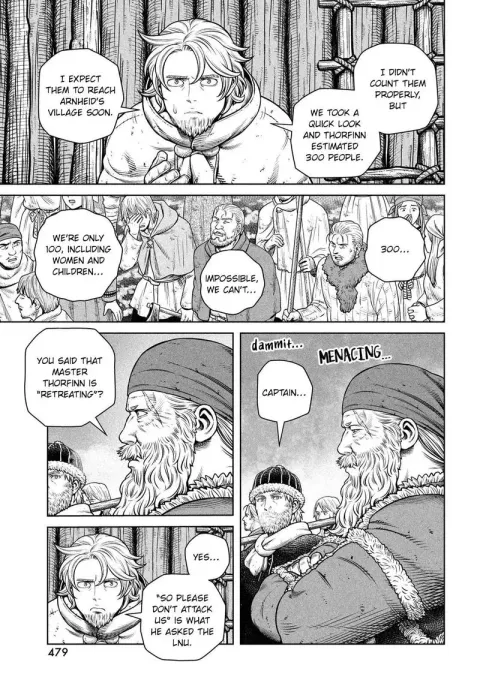 I DIDN'T
COUNT THEM
PROPERLY,
BUT
WE TOOK A
QUICK LOOK
AND THORFINN
ESTIMATED
300 PEOPLE.
I EXPECT
THEM TO REACH
ARNHEID'S
VILLAGE SOON.
300...
IMPOSSIBLE,
WE CAN'T...
WE'RE ONLY
100, INCLUDING
WOMEN AND
CHILDREN...
dammit...
MENACING...
CAPTAIN...
YOU SAID THAT
MASTER
THORFINN IS
"RETREATING"?
YES...
"SO PLEASE
DON'T ATTACK
US" IS WHAT
HE ASKED THE
LNU.
479